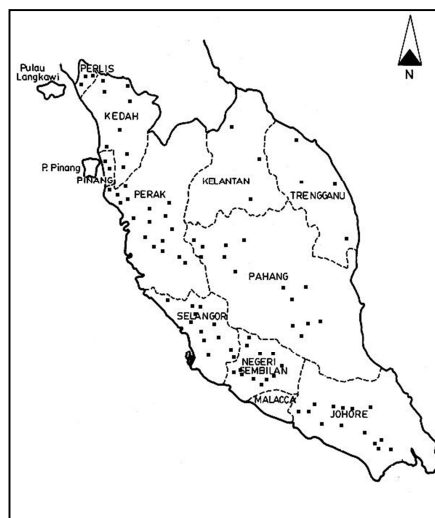 N
PERLIS
Pulau
Langkawi
KEDAH
P. Pinang
PINANG
PERAK
KELANTAN
TRENGGANU
PAHANG
SELANGOR
NEGERI
SEMBILAN
MALACCA
JOHORE